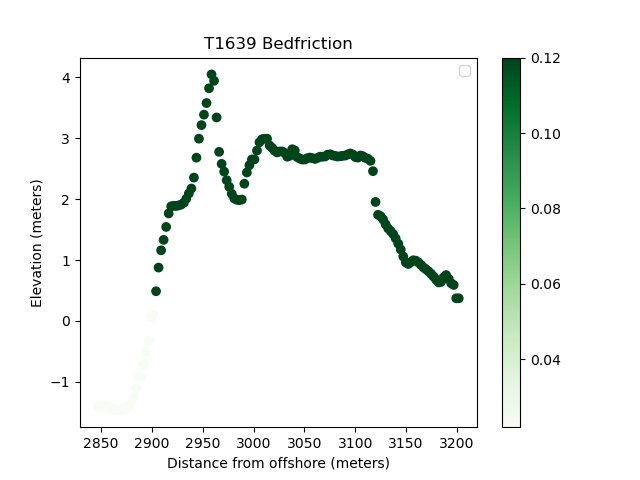 T1639 Bedfriction
4
3
2
1
0
−1
Elevation (meters)
2850 2900 2950 3000 3050 3100 3150 3200
Distance from offshore (meters)
0.12
0.10
0.08
0.06
0.04